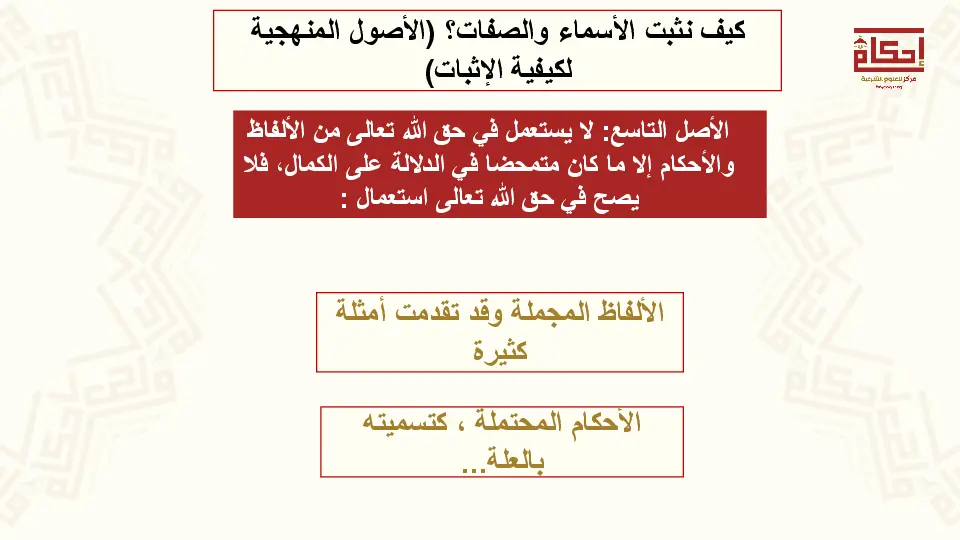 كيف نثبت الأسماء والصفات؟ (الأصول المنهجية
لكيفية الإثبات)
إحكام
مركز للعلوم الشرعية
الأصل التاسع: لا يستعمل في حق الله تعالى من الألفاظ
والأحكام إلا ما كان متمحضا في الدلالة على الكمال، فلا
يصح في حق الله تعالى استعمال :
الألفاظ المجملة وقد تقدمت أمثلة
كثيرة
الأحكام المحتملة ، كتسميته
بالعلة...